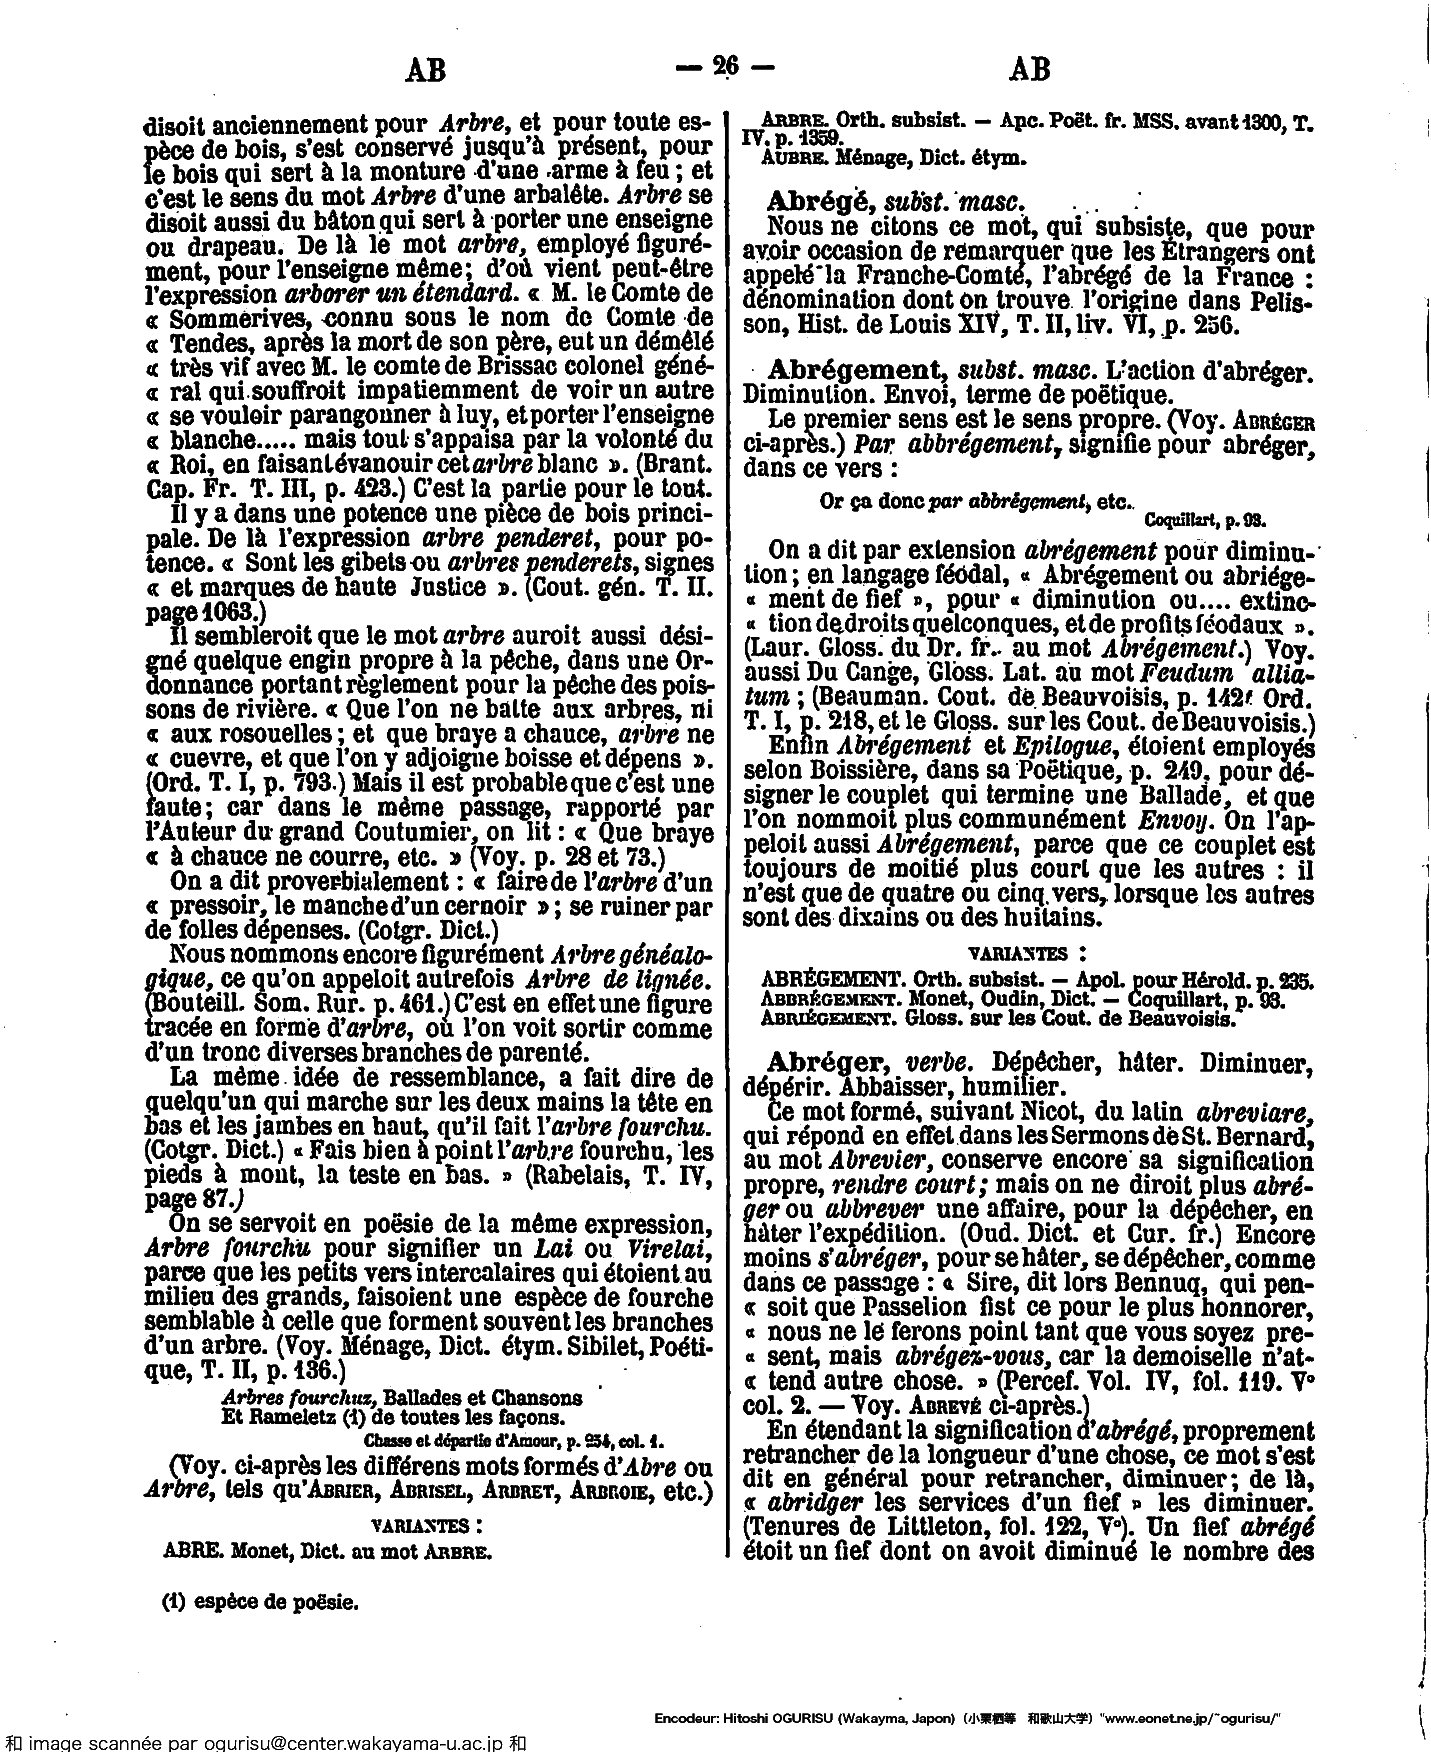 AB — 26 — AB
disoit anciennement pour Arbre, et pour toute es-
pèce de bois, s'est conservé jusqu'à présent, pour
le bois qui sert à la monture d'une arme à feu ; et
c'est le sens du mot Arbre d'une arbalète. Arbre se
disoit aussi du bâton qui sert à porter une enseigne
ou drapeau. De là le mot arbre, employé figuré-
ment, pour l'enseigne même; d'où vient peut-être
l'expression arborer un étendard. « M. le Comte de
« Sommerives, connu sous le nom de Comte de
« Tendes, après la mort de son père, eut un démêlé
« très vif avec M. le comte de Brissac colonel géné-
« ral qui souffroit impatiemment de voir un autre
« se vouloir parangonner à luy, et porter l'enseigne
« blanche..... mais tout s'appaisa par la volonté du
« Roi, en faisant évanouir cet arbre blanc ». (Brant.
Cap. Fr. T. III, p. 423.) C'est la partie pour le tout.
Il y a dans une potence une pièce de bois princi-
pale. De là l'expression arbre penderet, pour po-
tence. « Sont les gibets ou arbres penderets, signes
« et marques de haute Justice ». (Cout. gén. T. II.
page 1063.)
Il sembleroit que le mot arbre auroit aussi dési-
gné quelque engin propre à la pêche, dans une Or-
donnance portant règlement pour la pêche des pois-
sons de rivière. « Que l'on ne batte aux arbres, ni
« aux rosouelles ; et que braye a chauce, arbre ne
« cuevre, et que l'on y adjoigne boisse et dépens ».
(Ord. T. I, p. 793.) Mais il est probable que c'est une
faute; car dans le même passage, rapporté par
l'Auteur du grand Coutumier, on lit : « Que braye
« à chauce ne courre, etc. » (Voy. p. 28 et 73.)
On a dit proverbialement : « faire de l'arbre d'un
« pressoir, le manche d'un cernoir » ; se ruiner par
de folles dépenses. (Cotgr. Dict.)
Nous nommons encore figurément Arbre généalo-
gique, ce qu'on appeloit autrefois Arbre de lignée.
(Bouteill. Som. Rur. p. 461.) C'est en effet une figure
tracée en forme d'arbre, où l'on voit sortir comme
d'un tronc diverses branches de parenté.
La même idée de ressemblance, a fait dire de
quelqu'un qui marche sur les deux mains la tête en
bas et les jambes en haut, qu'il fait l'arbre fourchu.
(Cotgr. Dict.) « Fais bien à point l'arbre fourchu, les
pieds à mont, la teste en bas. » (Rabelais, T. IV,
page 87.)
On se servoit en poësie de la même expression,
Arbre fourchu pour signifier un Lai ou Virelai,
parce que les petits vers intercalaires qui étoient au
milieu des grands, faisoient une espèce de fourche
semblable à celle que forment souvent les branches
d'un arbre. (Voy. Ménage, Dict. étym. Sibilet, Poéti-
que, T. II, p. 136.)
Arbres fourchuz, Ballades et Chansons
Et Rameletz (1) de toutes les façons.
Chasse et départie d'Amour, p. 254, col. 1.
(Voy. ci-après les différens mots formés d'Abre ou
Arbre, tels qu'ABRIER, ABRISEL, ARBRET, ARBROIE, etc.)
VARIANTES :
ABRE. Monet, Dict. au mot ARBRE.
(1) espèce de poësie.
ARBRE. Orth. subsist. — Anc. Poët. fr. MSS. avant 1300, T.
IV. p. 1359.
AUBRE. Ménage, Dict. étym.
Abrégé, subst. masc.
Nous ne citons ce mot, qui subsiste, que pour
avoir occasion de remarquer que les Étrangers ont
appelé la Franche-Comté, l'abrégé de la France :
dénomination dont on trouve l'origine dans Pelis-
son, Hist. de Louis XIV, T. II, liv. VI, p. 256.
Abrégement, subst. masc. L'action d'abréger.
Diminution. Envoi, terme de poëtique.
Le premier sens est le sens propre. (Voy. ABRÉGER
ci-après.) Par abbrégement, signifie pour abréger,
dans ce vers :
Or ça donc par abbrégement, etc.
Coquillart, p. 93.
On a dit par extension abrégement pour diminu-
tion ; en langage féodal, « Abrégement ou abriége-
« ment de fief », pour « diminution ou.... extinc-
« tion de droits quelconques, et de profits féodaux ».
(Laur. Gloss. du Dr. fr. au mot Abrégement.) Voy.
aussi Du Cange, Gloss. Lat. au mot Feudum allia-
tum ; (Beauman. Cout. de Beauvoisis, p. 142. Ord.
T. I, p. 218, et le Gloss. sur les Cout. de Beauvoisis.)
Enfin Abrégement et Epilogue, étoient employés
selon Boissière, dans sa Poëtique, p. 249, pour dé-
signer le couplet qui termine une Ballade, et que
l'on nommoit plus communément Envoy. On l'ap-
peloit aussi Abrégement, parce que ce couplet est
toujours de moitié plus court que les autres : il
n'est que de quatre ou cinq vers, lorsque les autres
sont des dixains ou des huitains.
VARIANTES :
ABRÉGEMENT. Orth. subsist. — Apol. pour Hérold. p. 235.
ABBRÉGEMENT. Monet, Oudin, Dict. — Coquillart, p. 93.
ABRIÉGEMENT. Gloss. sur les Cout. de Beauvoisis.
Abréger, verbe. Dépêcher, hâter. Diminuer,
dépérir. Abbaisser, humilier.
Ce mot formé, suivant Nicot, du latin abreviare,
qui répond en effet dans les Sermons de St. Bernard,
au mot Abrevier, conserve encore sa signification
propre, rendre court; mais on ne diroit plus abré-
ger ou abbrever une affaire, pour la dépêcher, en
hâter l'expédition. (Oud. Dict. et Cur. fr.) Encore
moins s'abréger, pour se hâter, se dépêcher, comme
dans ce passage : « Sire, dit lors Bennuq, qui pen-
« soit que Passelion fist ce pour le plus honnorer,
« nous ne le ferons point tant que vous soyez pre-
« sent, mais abrégez-vous, car la demoiselle n'at-
« tend autre chose. » (Percef. Vol. IV, fol. 119. V°
col. 2. — Voy. ABREVÉ ci-après.)
En étendant la signification d'abrégé, proprement
retrancher de la longueur d'une chose, ce mot s'est
dit en général pour retrancher, diminuer; de là,
« abridger les services d'un fief » les diminuer.
(Tenures de Littleton, fol. 122, V°). Un fief abrégé
étoit un fief dont on avoit diminué le nombre des
Encodeur: Hitoshi OGURISU (Wakayma, Japon) (小栗栖等 和歌山大学) "www.eonet.ne.jp/~ogurisu/"
和 image scannée par ogurisu@center.wakayama-u.ac.jp 和